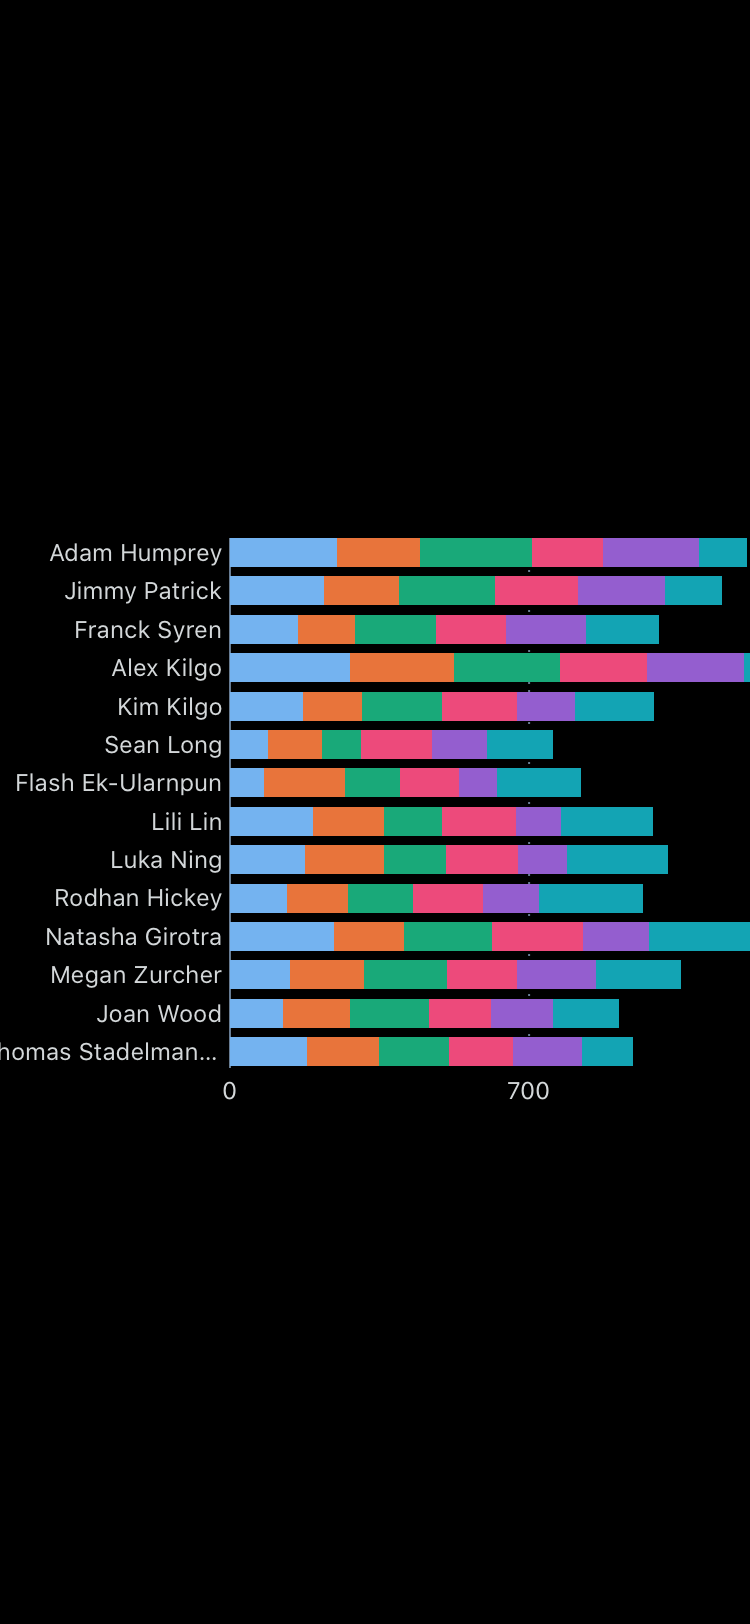 Adam Humprey
Jimmy Patrick
Franck Syren
Alex Kilgo
Kim Kilgo
Sean Long
Flash Ek-Ularnpun
Lili Lin
Luka Ning
Rodhan Hickey
Natasha Girotra
Megan Zurcher
Joan Wood
homas Stadelman...
0 700